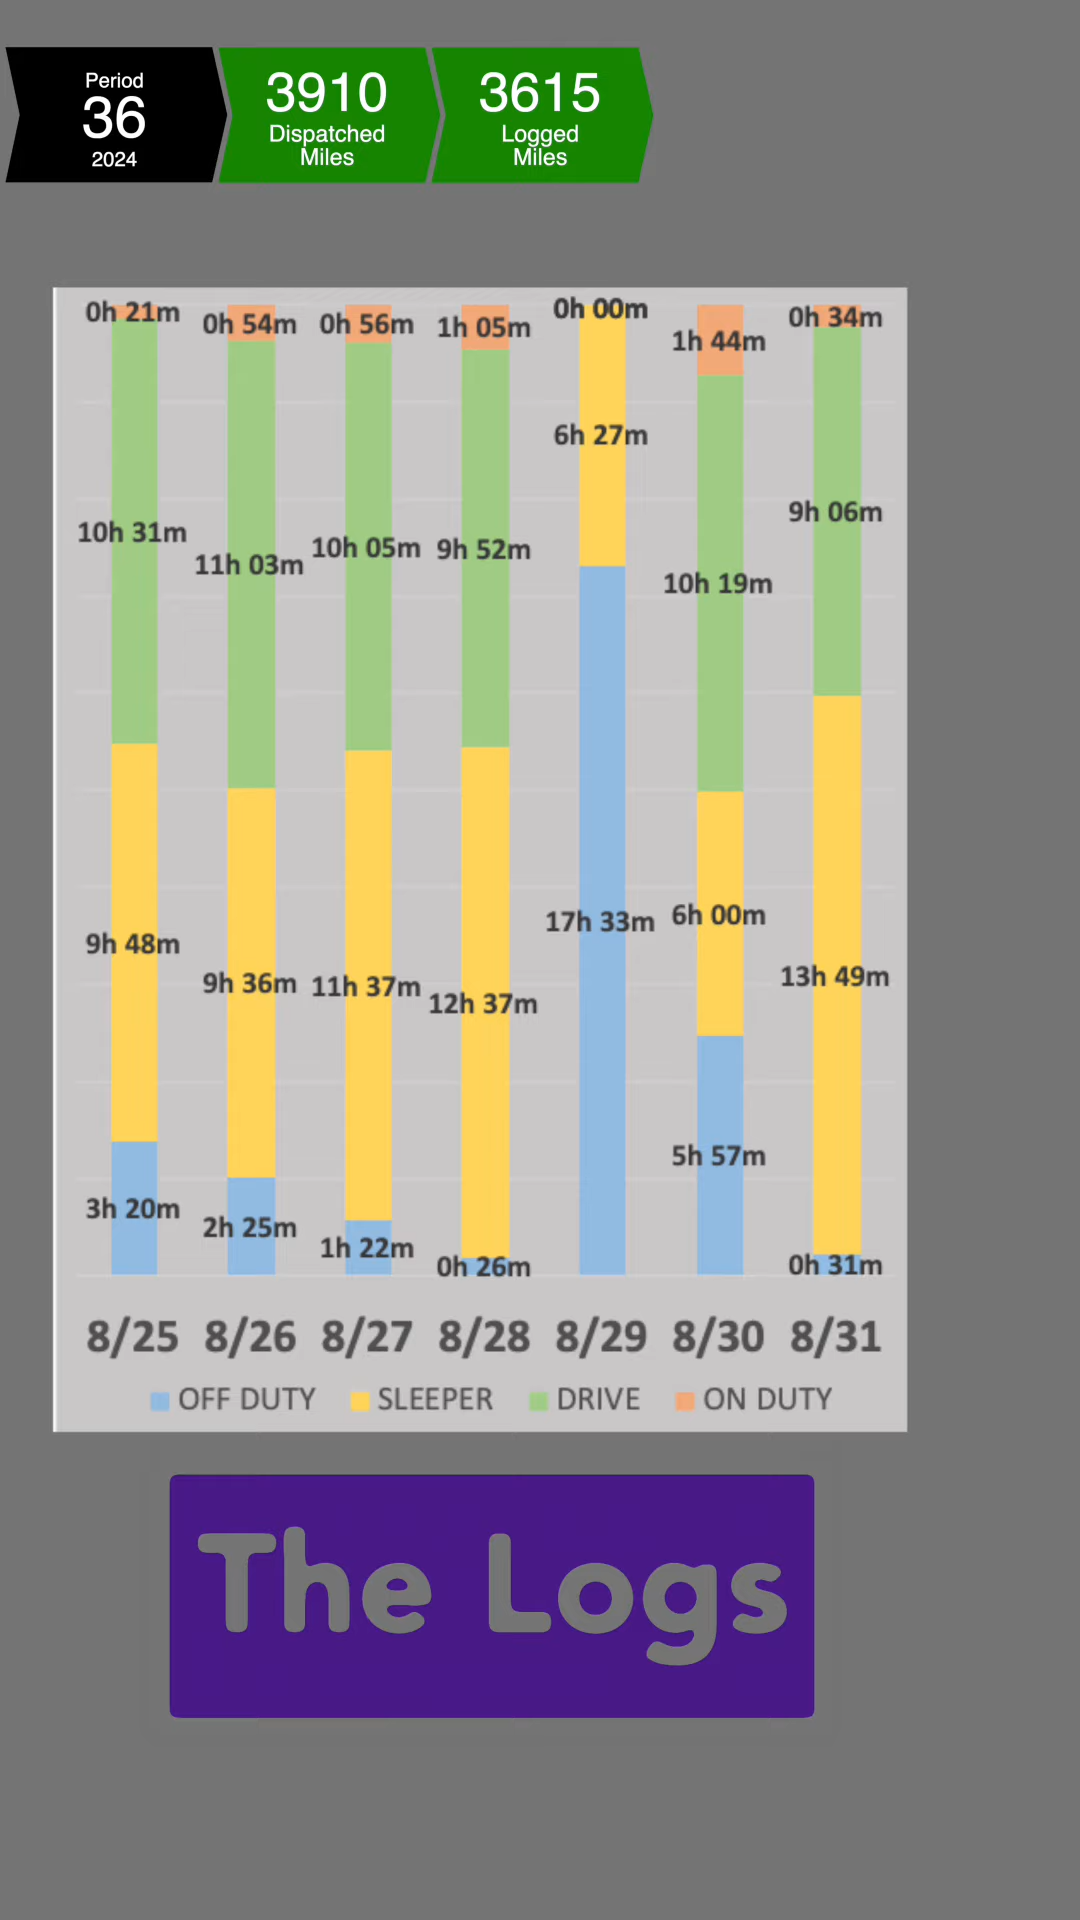 Period
36
2024
3910
Dispatched
Miles
3615
Logged
Miles
0h 21m 0h 54m 0h 56m 1h 05m 0h 00m 1h 44m 0h 34m
10h 31m 11h 03m 10h 05m 9h 52m 6h 27m 10h 19m 9h 06m
9h 48m 9h 36m 11h 37m 12h 37m 17h 33m 6h 00m 13h 49m
3h 20m 2h 25m 1h 22m 0h 26m 5h 57m 0h 31m
8/25 8/26 8/27 8/28 8/29 8/30 8/31
OFF DUTY SLEEPER DRIVE ON DUTY
The Logs